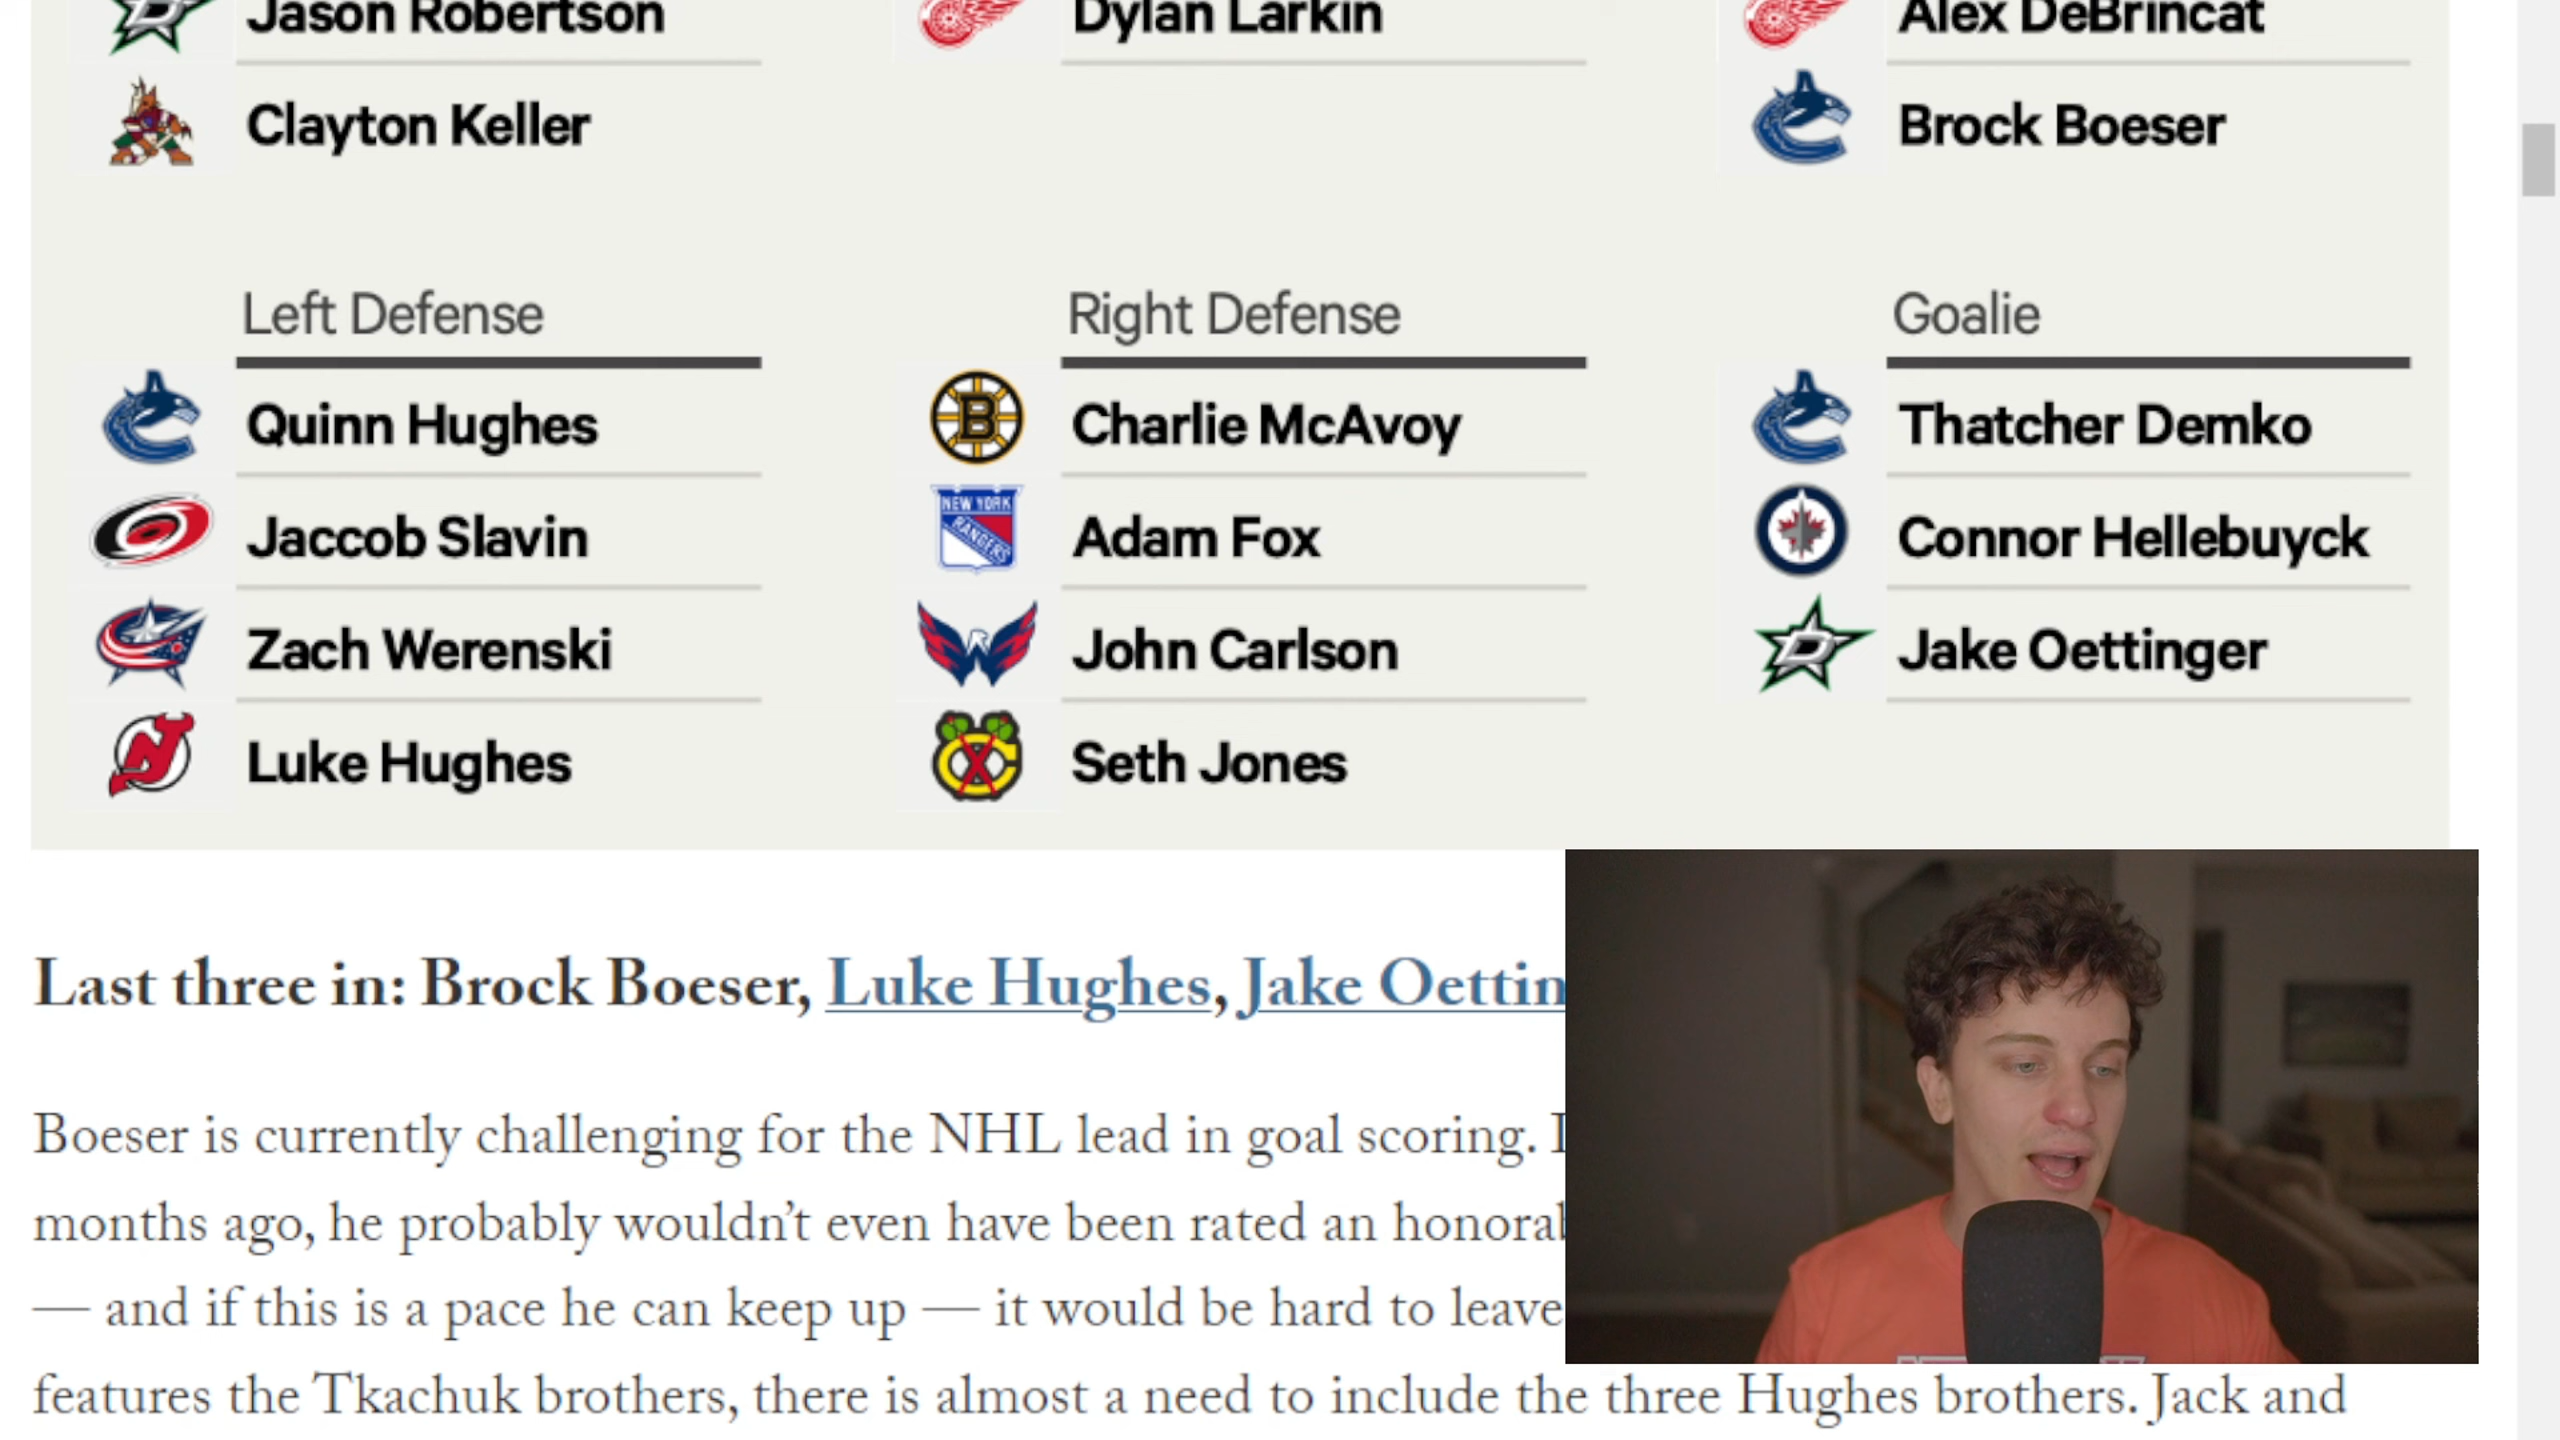 Jason Robertson
Dylan Larkin
Alex DeBrincat
Clayton Keller
Brock Boeser
Left Defense
Right Defense
Goalie
Quinn Hughes
Charlie McAvoy
Thatcher Demko
Jaccob Slavin
NEW YORK
RANGERS
Adam Fox
Connor Hellebuyck
Zach Werenski
John Carlson
Jake Oettinger
Luke Hughes
Seth Jones
Last three in: Brock Boeser, Luke Hughes, Jake Oettin
Boeser is currently challenging for the NHL lead in goal scoring.
months ago, he probably wouldn't even have been rated an honoral
— and if this is a pace he can keep up — it would be hard to leave
features the Tkachuk brothers, there is almost a need to include the three Hughes brothers. Jack and